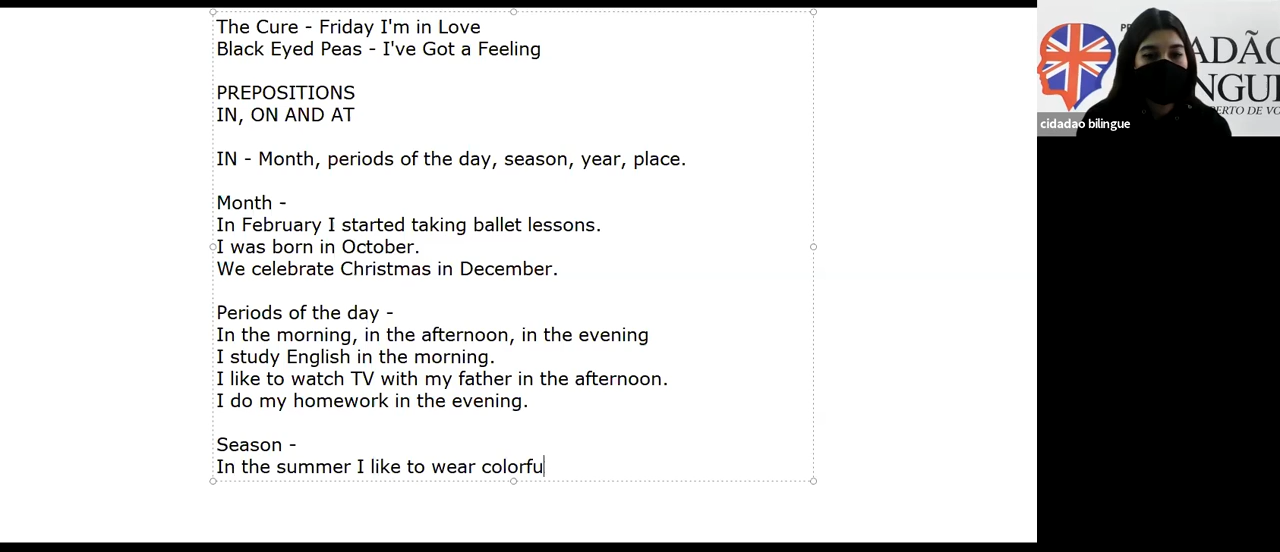 The Cure - Friday I'm in Love
Black Eyed Peas - I've Got a Feeling
PREPOSITIONS
IN, ON AND AT
IN - Month, periods of the day, season, year, place.
Month -
In February I started taking ballet lessons.
I was born in October.
We celebrate Christmas in December.
Periods of the day -
In the morning, in the afternoon, in the evening
I study English in the morning.
I like to watch TV with my father in the afternoon.
I do my homework in the evening.
Season -
In the summer I like to wear colorfu
cidadao bilingue